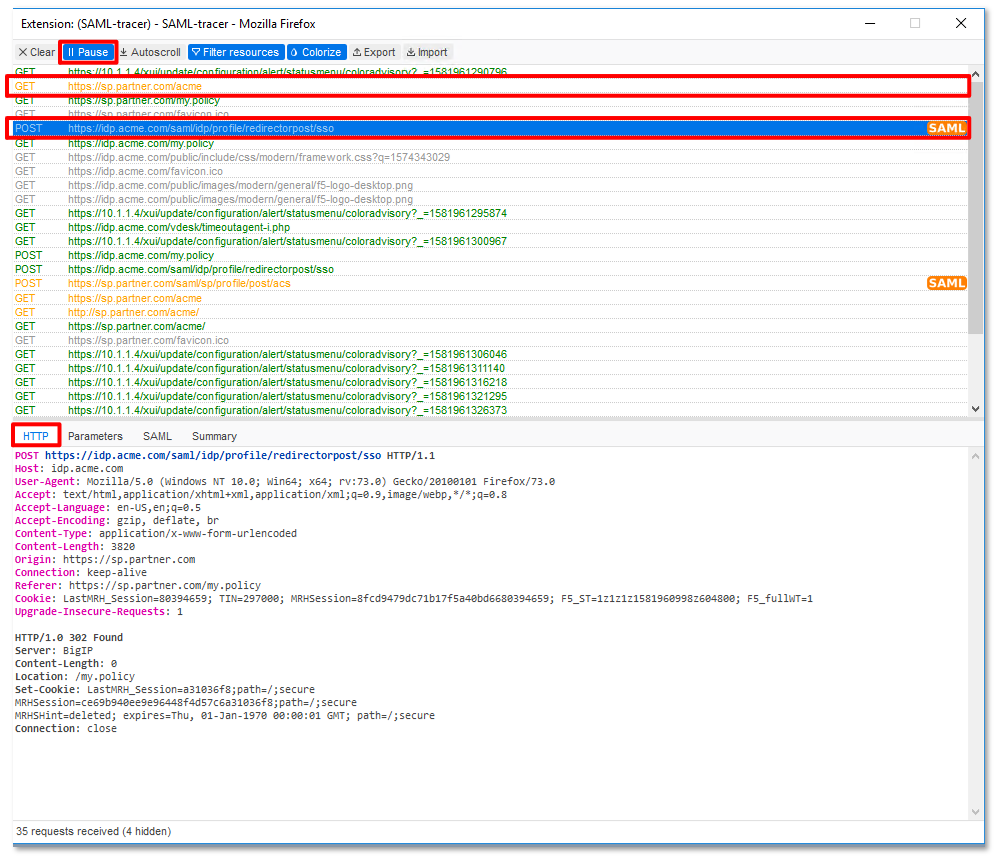 Extension: (SAML-tracer) - SAML-tracer - Mozilla Firefox
Clear Pause Autoscroll Filter resources Colorize Export Import
GET https://10.1.1.4/xui/update/configuration/alert/statusmenu/coloradvisory?_=1581961290796
GET https://sp.partner.com/acme
GET https://sp.partner.com/my.policy
GET https://sp.partner.com/favicon.ico
POST https://idp.acme.com/saml/idp/profile/redirectorpost/sso SAML
GET https://idp.acme.com/my.policy
GET https://idp.acme.com/public/include/css/modern/framework.css?q=1574343029
GET https://idp.acme.com/favicon.ico
GET https://idp.acme.com/public/images/modern/general/f5-logo-desktop.png
GET https://idp.acme.com/public/images/modern/general/f5-logo-desktop.png
GET https://10.1.1.4/xui/update/configuration/alert/statusmenu/coloradvisory?_=1581961295874
GET https://idp.acme.com/vdesk/timeoutagent-i.php
GET https://10.1.1.4/xui/update/configuration/alert/statusmenu/coloradvisory?_=1581961300967
POST https://idp.acme.com/my.policy
POST https://idp.acme.com/saml/idp/profile/redirectorpost/sso
POST https://sp.partner.com/saml/sp/profile/post/acs SAML
GET https://sp.partner.com/acme
GET http://sp.partner.com/acme/
GET https://sp.partner.com/acme/
GET https://sp.partner.com/favicon.ico
GET https://10.1.1.4/xui/update/configuration/alert/statusmenu/coloradvisory?_=1581961306046
GET https://10.1.1.4/xui/update/configuration/alert/statusmenu/coloradvisory?_=1581961311140
GET https://10.1.1.4/xui/update/configuration/alert/statusmenu/coloradvisory?_=1581961316218
GET https://10.1.1.4/xui/update/configuration/alert/statusmenu/coloradvisory?_=1581961321295
GET https://10.1.1.4/xui/update/configuration/alert/statusmenu/coloradvisory?_=1581961326373
HTTP Parameters SAML Summary
POST https://idp.acme.com/saml/idp/profile/redirectorpost/sso HTTP/1.1
Host: idp.acme.com
User-Agent: Mozilla/5.0 (Windows NT 10.0; Win64; x64; rv:73.0) Gecko/20100101 Firefox/73.0
Accept: text/html,application/xhtml+xml,application/xml;q=0.9,image/webp,*/*;q=0.8
Accept-Language: en-US,en;q=0.5
Accept-Encoding: gzip, deflate, br
Content-Type: application/x-www-form-urlencoded
Content-Length: 3820
Origin: https://sp.partner.com
Connection: keep-alive
Referer: https://sp.partner.com/my.policy
Cookie: LastMRH_Session=80394659; TIN=297000; MRHSession=8fcd9479dc71b17f5a40bd6680394659; F5_ST=1z1z1z1581960998z604800; F5_fullWT=1
Upgrade-Insecure-Requests: 1
HTTP/1.0 302 Found
Server: BigIP
Content-Length: 0
Location: /my.policy
Set-Cookie: LastMRH_Session=a31036f8;path=/;secure
MRHSession=ce69b940ee9e96448f4d57c6a31036f8;path=/;secure
MRHSHint=deleted; expires=Thu, 01-Jan-1970 00:00:01 GMT; path=/;secure
Connection: close
35 requests received (4 hidden)